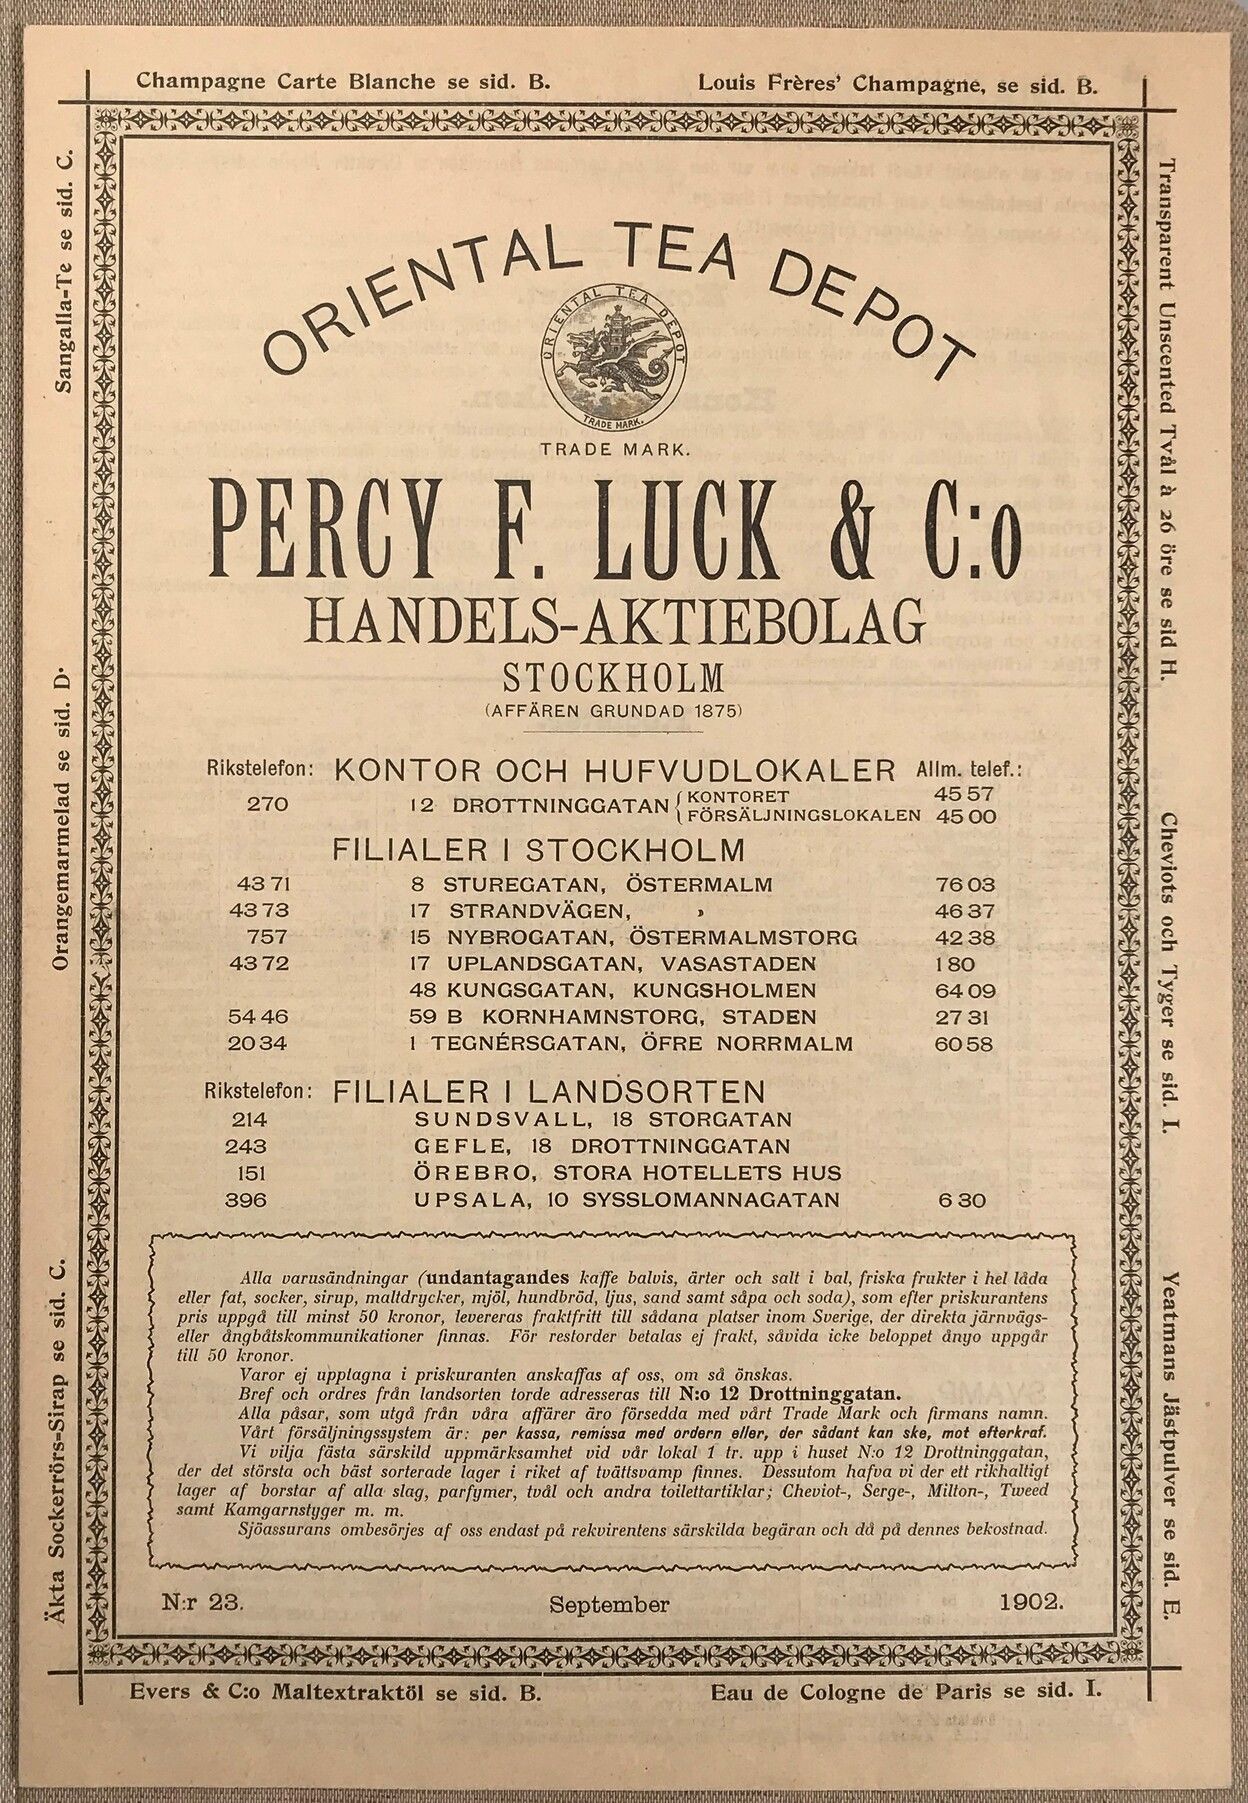 Champagne Carte Blanche se sid. B.
Louis Frères' Champagne, se sid. B.
Sangalla-Te se sid. C.
Orangemarmelad se sid. D.
Äkta Sockerrörs-Sirap se sid. C.
ORIENTAL TEA DEPOT
ORIENTAL TEA DEPOT
TRADE MARK.
TRADE MARK.
PERCY F. LUCK & C:o
HANDELS-AKTIEBOLAG
STOCKHOLM
(AFFÄREN GRUNDAD 1875)
Rikstelefon: KONTOR OCH HUFVUDLOKALER Allm. telef.:
270 12 DROTTNINGGATAN { KONTORET 45 57
FÖRSÄLJNINGSLOKALEN 45 00
FILIALER I STOCKHOLM
43 71 8 STUREGATAN, ÖSTERMALM 76 03
43 73 17 STRANDVÄGEN, » 46 37
757 15 NYBROGATAN, ÖSTERMALMSTORG 42 38
43 72 17 UPLANDSGATAN, VASASTADEN 1 80
48 KUNGSGATAN, KUNGSHOLMEN 64 09
54 46 59 B KORNHAMNSTORG, STADEN 27 31
20 34 1 TEGNÉRSGATAN, ÖFRE NORRMALM 60 58
Rikstelefon: FILIALER I LANDSORTEN
214 SUNDSVALL, 18 STORGATAN
243 GEFLE, 18 DROTTNINGGATAN
151 ÖREBRO, STORA HOTELLETS HUS
396 UPSALA, 10 SYSSLOMANNAGATAN 6 30
Alla varusändningar (undantagandes kaffe balvis, ärter och salt i bal, friska frukter i hel låda
eller fat, socker, sirup, maltdrycker, mjöl, hundbröd, ljus, sand samt såpa och soda), som efter priskurantens
pris uppgå till minst 50 kronor, levereras fraktfritt till sådana platser inom Sverige, der direkta järnvägs-
eller ångbåtskommunikationer finnas. För restorder betalas ej frakt, såvida icke beloppet ånyo uppgår
till 50 kronor.
Varor ej upptagna i priskuranten anskaffas af oss, om så önskas.
Bref och ordres från landsorten torde adresseras till N:o 12 Drottninggatan.
Alla påsar, som utgå från våra affärer äro försedda med vårt Trade Mark och firmans namn.
Vårt försäljningssystem är: per kassa, remissa med ordern eller, der sådant kan ske, mot efterkraf.
Vi vilja fästa särskild uppmärksamhet vid vår lokal 1 tr. upp i huset N:o 12 Drottninggatan,
der det största och bäst sorterade lager i riket af tvättsvamp finnes. Dessutom hafva vi der ett rikhaltigt
lager af borstar af alla slag, parfymer, tvål och andra toilettartiklar; Cheviot-, Serge-, Milton-, Tweed
samt Kamgarnstyger m. m.
Sjöassurans ombesörjes af oss endast på rekvirentens särskilda begäran och då på dennes bekostnad.
N:r 23. September 1902.
Transparent Unscented Tvål à 26 öre se sid H.
Cheviots och Tyger se sid. I.
Yeatmans Jästpulver se sid. E.
Evers & C:o Maltextraktöl se sid. B.
Eau de Cologne de Paris se sid. I.